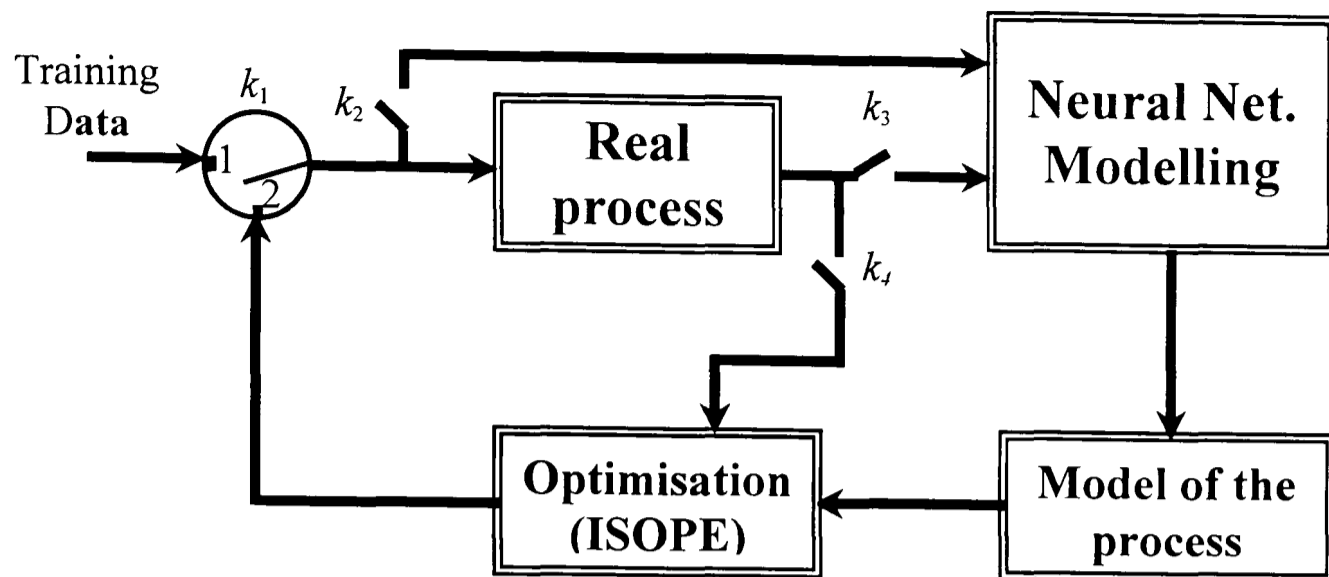 Training
Data
k₁
1
2
k₂
Real
process
k₃
k₄
Neural Net.
Modelling
Optimisation
(ISOPE)
Model of the
process